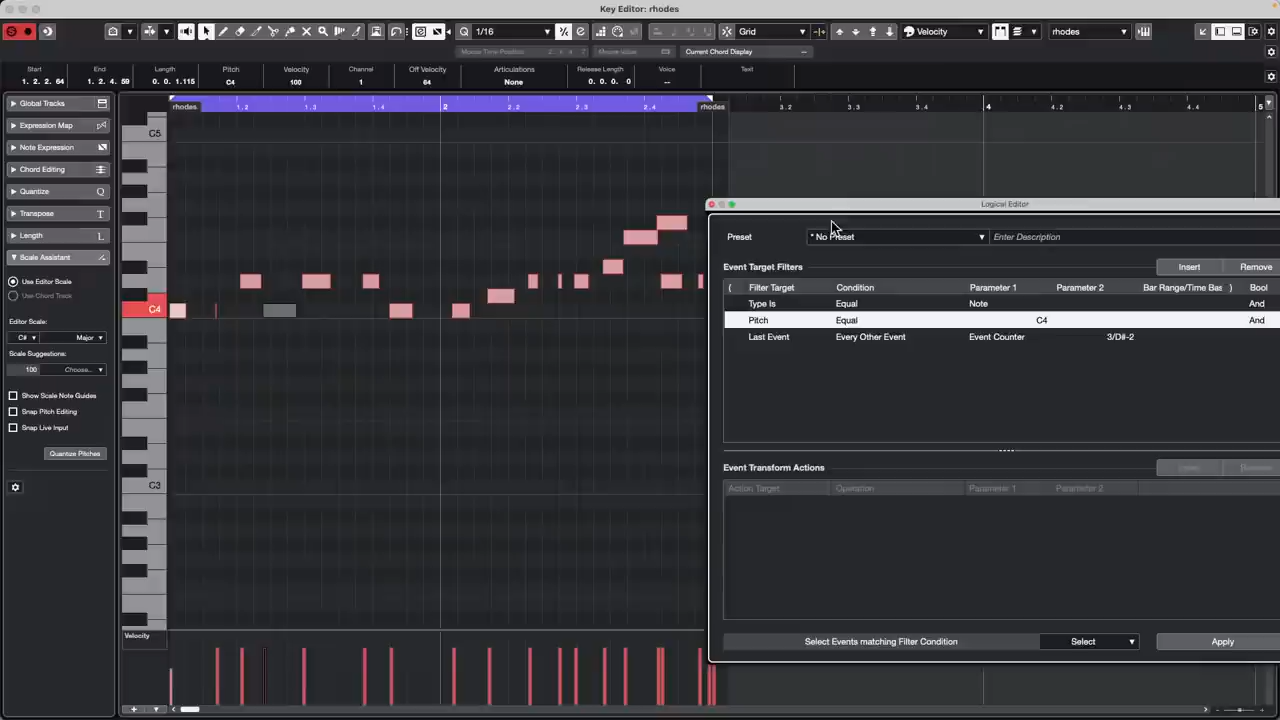 Key Editor: rhodes
1/16
Grid
Velocity
rhodes
Mouse Time Position
Mouse Value
Current Chord Display
Start End Length Pitch Velocity Channel Off Velocity Articulations Release Length Voice Text
1. 2. 2. 64 1. 2. 4. 59 0. 0. 1.115 C4 100 1 64 None 0. 0. 0. 0 --
Global Tracks
Expression Map
Note Expression
Chord Editing
Quantize Q
Transpose T
Length L
Scale Assistant
Use Editor Scale
Use Chord Track
Editor Scale:
C# Major
Scale Suggestions:
100 Choose...
Show Scale Note Guides
Snap Pitch Editing
Snap Live Input
Quantize Pitches
rhodes 1.2 1.3 1.4 2 2.2 2.3 2.4 rhodes 3.2 3.3 3.4 4 4.2 4.3 4.4 5
C5
C4
C3
Velocity
Logical Editor
Preset * No Preset Enter Description
Event Target Filters Insert Remove
( Filter Target Condition Parameter 1 Parameter 2 Bar Range/Time Bas ) Bool
Type Is Equal Note And
Pitch Equal C4 And
Last Event Every Other Event Event Counter 3/D#-2
Event Transform Actions
Action Target Operation Parameter 1 Parameter 2
Select Events matching Filter Condition Select Apply